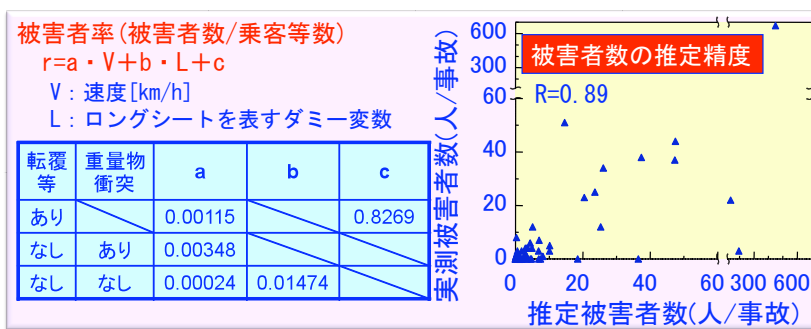 被害者率(被害者数/乗客等数)
r=a・V+b・L+c
V：速度[km/h]
L：ロングシートを表すダミー変数
転覆等 重量物衝突 a b c
あり 0.00115 0.8269
なし あり 0.00348
なし なし 0.00024 0.01474
被害者数の推定精度
R=0.89
実測被害者数(人/事故)
600
300
60
40
20
0
0 20 40 60 300 600
推定被害者数(人/事故)